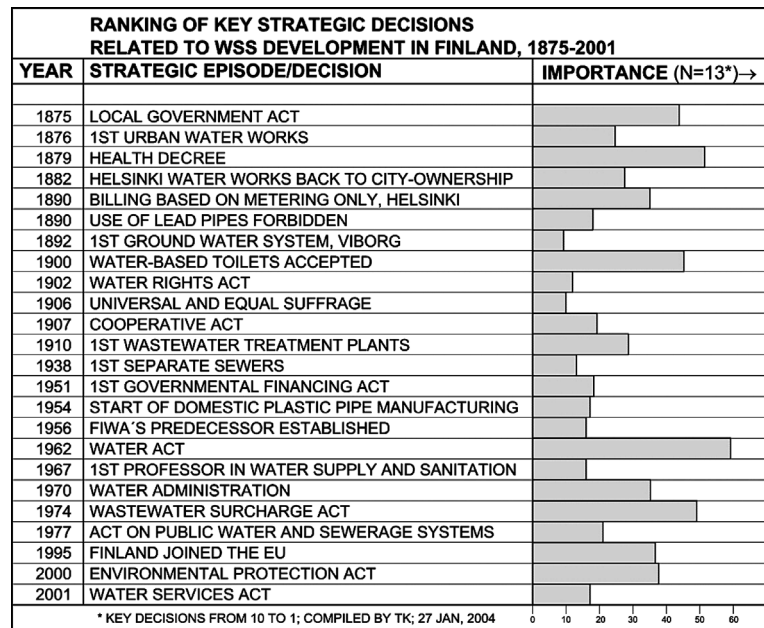 RANKING OF KEY STRATEGIC DECISIONS
RELATED TO WSS DEVELOPMENT IN FINLAND, 1875-2001
YEAR STRATEGIC EPISODE/DECISION IMPORTANCE (N=13*)→
1875 LOCAL GOVERNMENT ACT
1876 1ST URBAN WATER WORKS
1879 HEALTH DECREE
1882 HELSINKI WATER WORKS BACK TO CITY-OWNERSHIP
1890 BILLING BASED ON METERING ONLY, HELSINKI
1890 USE OF LEAD PIPES FORBIDDEN
1892 1ST GROUND WATER SYSTEM, VIBORG
1900 WATER-BASED TOILETS ACCEPTED
1902 WATER RIGHTS ACT
1906 UNIVERSAL AND EQUAL SUFFRAGE
1907 COOPERATIVE ACT
1910 1ST WASTEWATER TREATMENT PLANTS
1938 1ST SEPARATE SEWERS
1951 1ST GOVERNMENTAL FINANCING ACT
1954 START OF DOMESTIC PLASTIC PIPE MANUFACTURING
1956 FIWA´S PREDECESSOR ESTABLISHED
1962 WATER ACT
1967 1ST PROFESSOR IN WATER SUPPLY AND SANITATION
1970 WATER ADMINISTRATION
1974 WASTEWATER SURCHARGE ACT
1977 ACT ON PUBLIC WATER AND SEWERAGE SYSTEMS
1995 FINLAND JOINED THE EU
2000 ENVIRONMENTAL PROTECTION ACT
2001 WATER SERVICES ACT
* KEY DECISIONS FROM 10 TO 1; COMPILED BY TK; 27 JAN, 2004 0 10 20 30 40 50 60